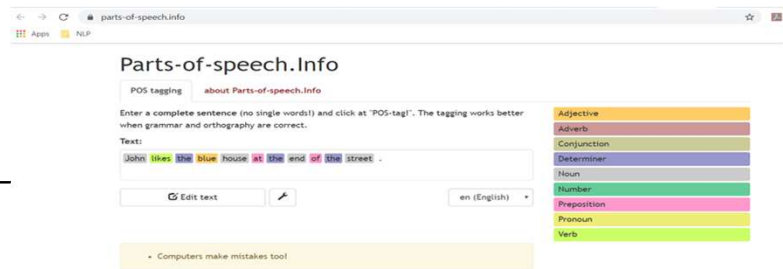 parts-of-speech.info
Apps NLP
Parts-of-speech.Info
POS tagging about Parts-of-speech.Info
Enter a complete sentence (no single words!) and click at "POS-tag!". The tagging works better
when grammar and orthography are correct.
Text:
John likes the blue house at the end of the street .
Edit text
en (English)
Adjective
Adverb
Conjunction
Determiner
Noun
Number
Preposition
Pronoun
Verb
• Computers make mistakes too!